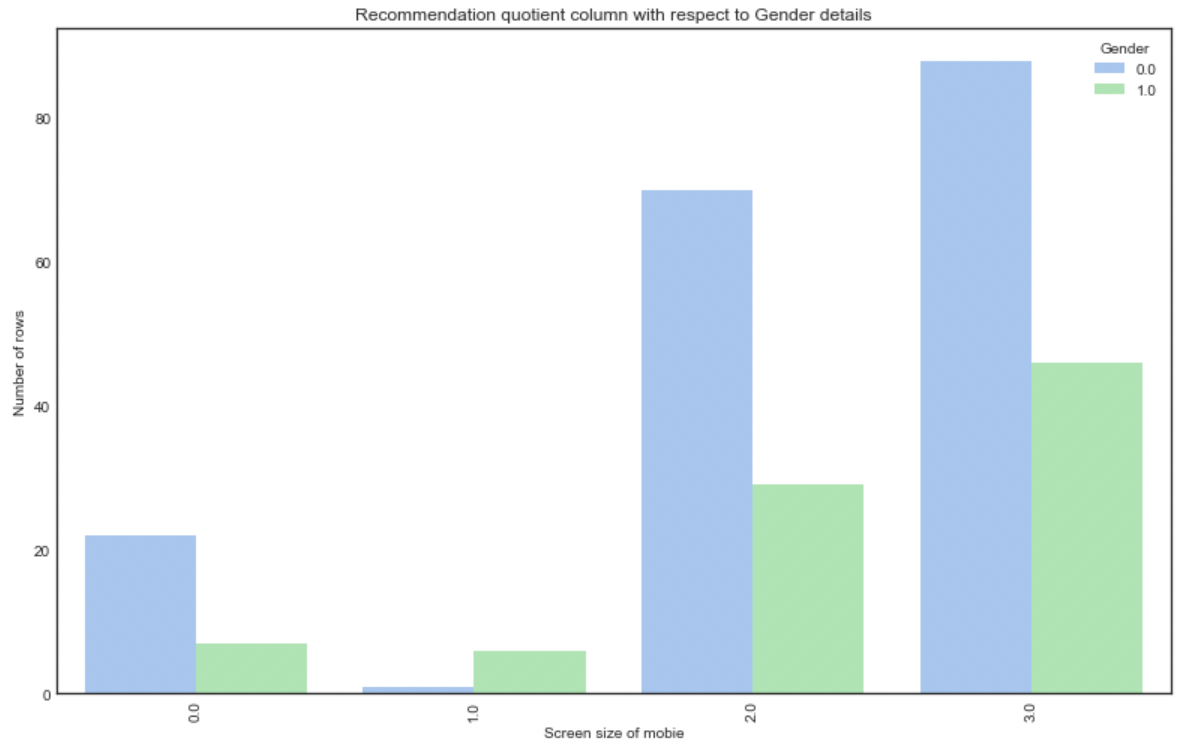 Recommendation quotient column with respect to Gender details
Gender
0.0
1.0
80
60
40
20
0
Number of rows
0.0
1.0
2.0
3.0
Screen size of mobie